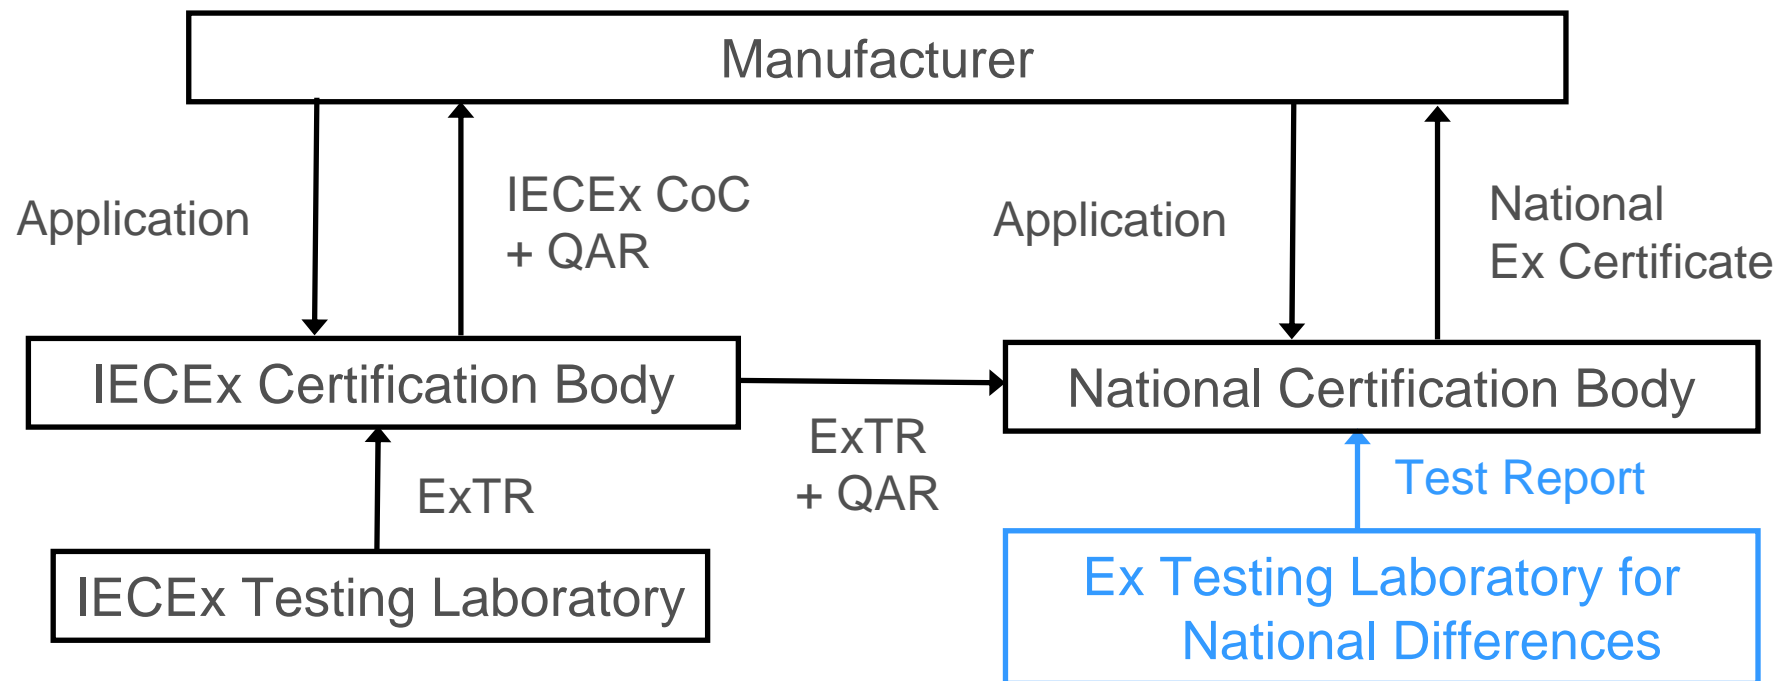 Manufacturer
Application
IECEx CoC
+ QAR
Application
National
Ex Certificate
IECEx Certification Body
National Certification Body
ExTR
+ QAR
ExTR
Test Report
IECEx Testing Laboratory
Ex Testing Laboratory for
National Differences